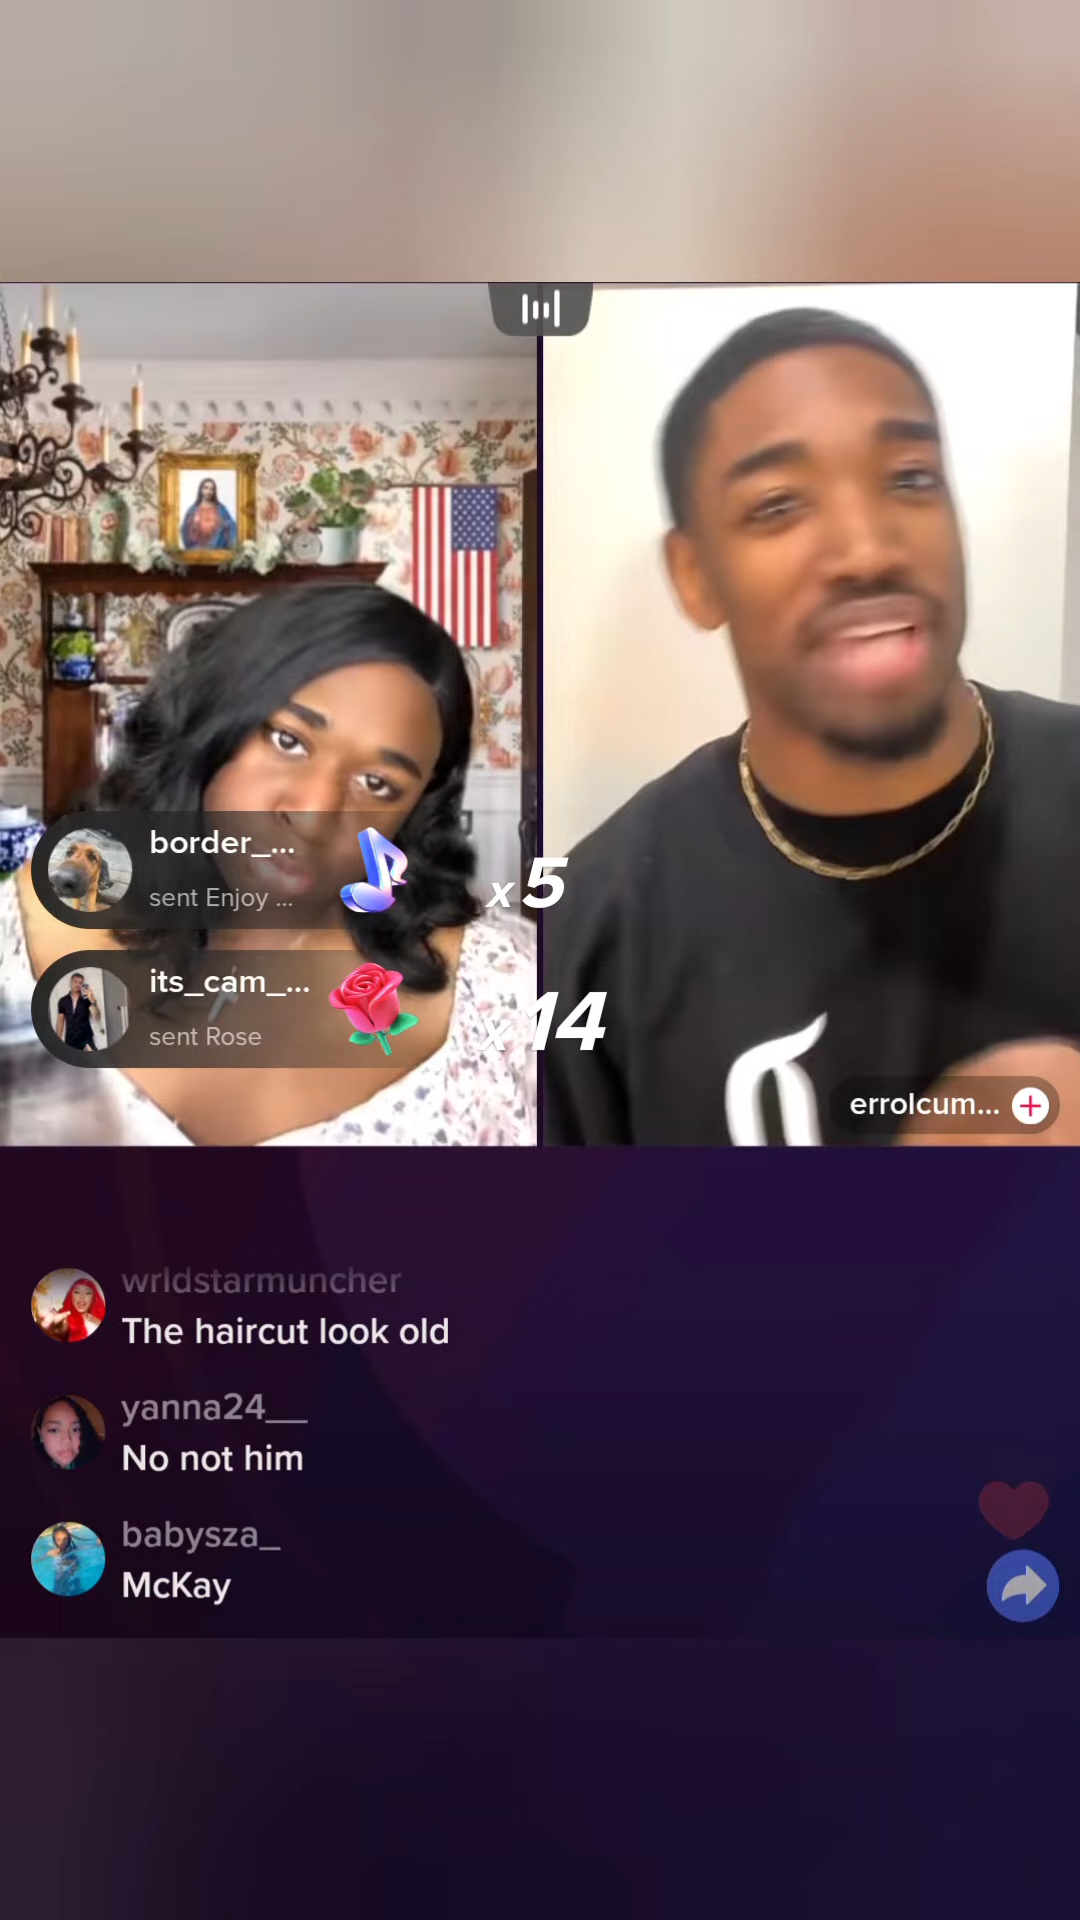 border_...
sent Enjoy ...
x5
its_cam_...
sent Rose
x14
errolcum...
wrldstarmuncher
The haircut look old
yanna24__
No not him
babysza_
McKay